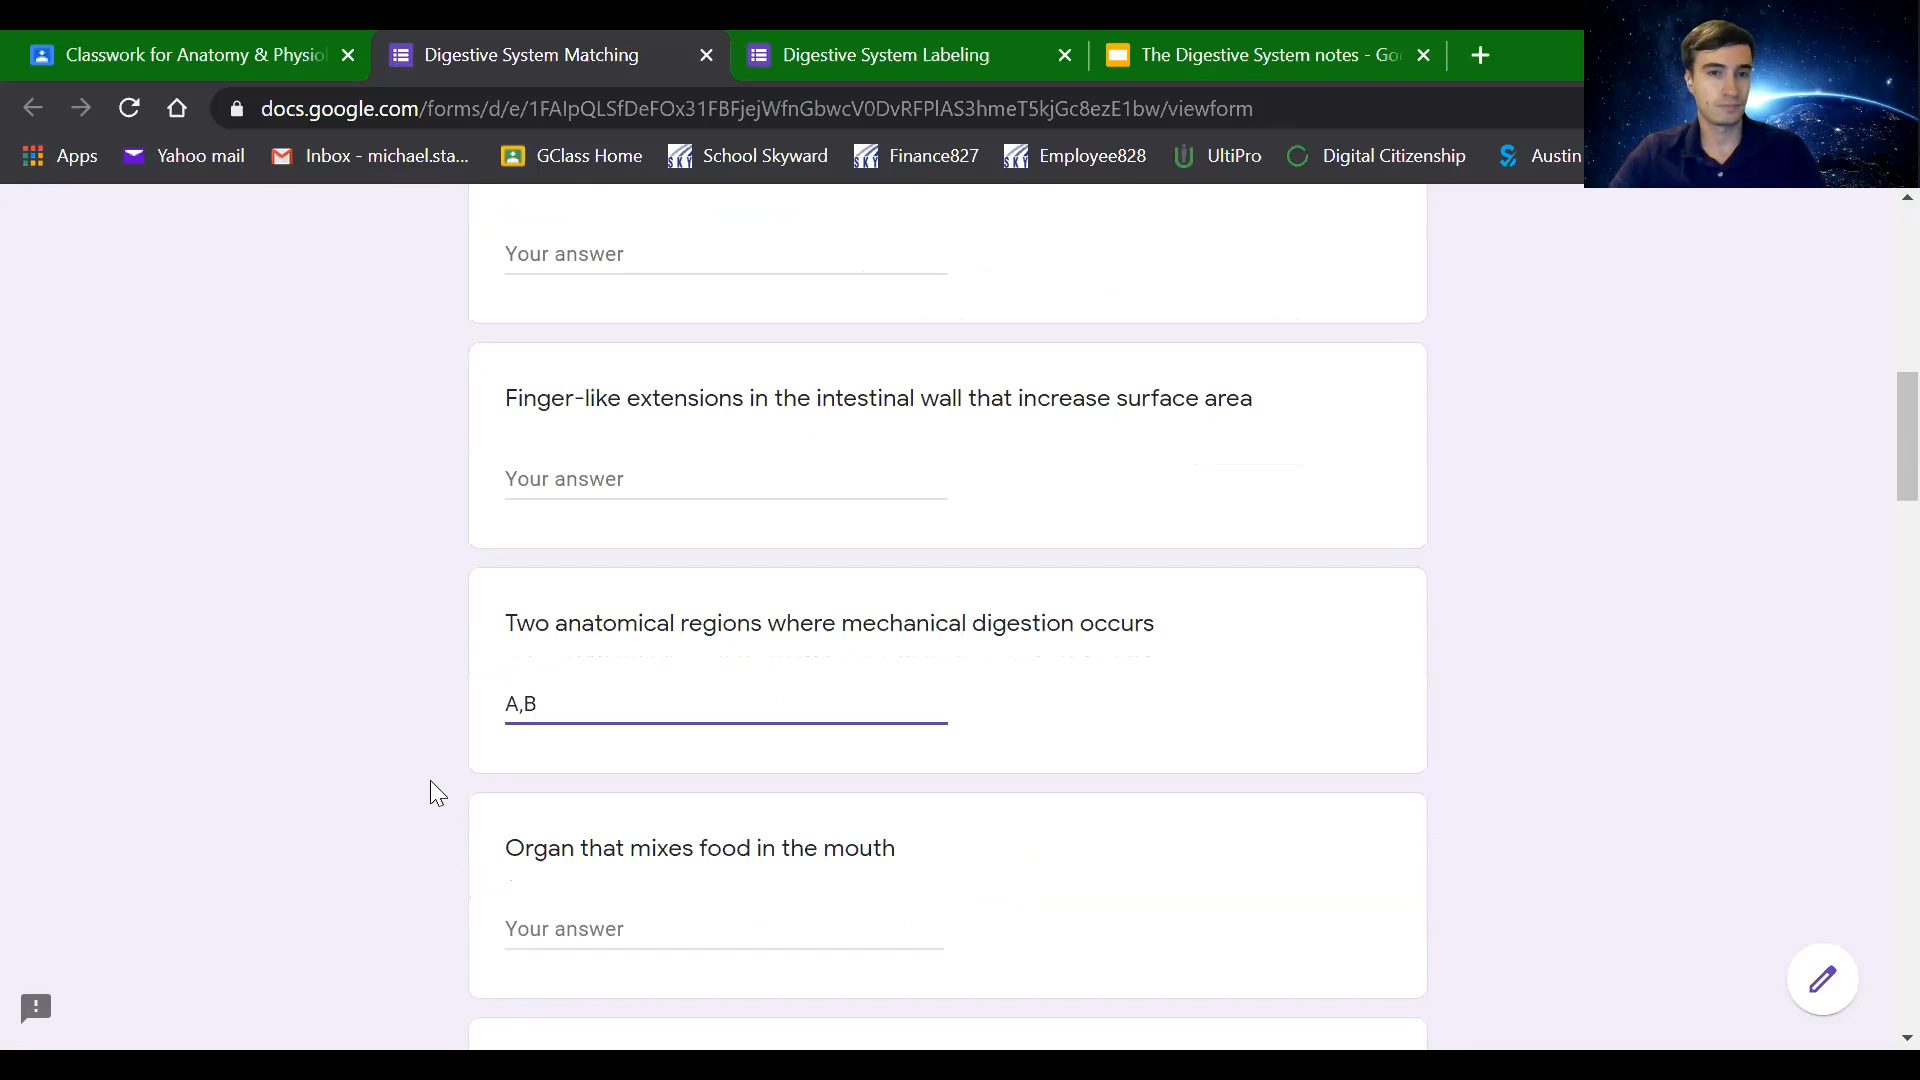 Classwork for Anatomy & Physiol
Digestive System Matching
Digestive System Labeling
The Digestive System notes - Go
docs.google.com/forms/d/e/1FAIpQLSfDeFOx31FBFjejWfnGbwcV0DvRFPlAS3hmeT5kjGc8ezE1bw/viewform
Apps
Yahoo mail
Inbox - michael.sta...
GClass Home
SKY
School Skyward
SKY
Finance827
SKY
Employee828
UltiPro
Digital Citizenship
Austin
Your answer
Finger-like extensions in the intestinal wall that increase surface area
Your answer
Two anatomical regions where mechanical digestion occurs
A,B
Organ that mixes food in the mouth
Your answer